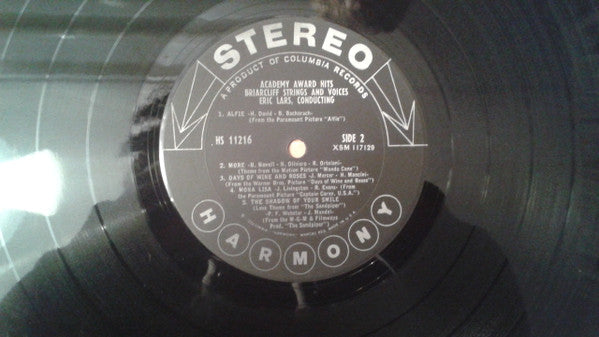 STEREO
A PRODUCT OF COLUMBIA RECORDS
ACADEMY AWARD HITS
BRIARCLIFF STRINGS AND VOICES
ERIC LARS, CONDUCTING
1. ALFIE -H. David - B. Bacharach-
(From the Paramount Picture "Alfie")
HS 11216
SIDE 2
XSM 117129
2. MORE -N. Newell - N. Oliviero - R. Ortolani-
(Theme from the Motion Picture "Mondo Cane")
3. DAYS OF WINE AND ROSES -J. Mercer - H. Mancini-
(From the Warner Bros. Picture "Days of Wine and Roses")
4. MONA LISA -J. Livingston - R. Evans- (From the
Paramount Picture "Captain Carey, U.S.A.")
5. THE SHADOW OF YOUR SMILE
(Love Theme from "The Sandpiper")
-P. F. Webster - J. Mandel-
(From the M-G-M & Filmways
Prod. "The Sandpiper")
HARMONY